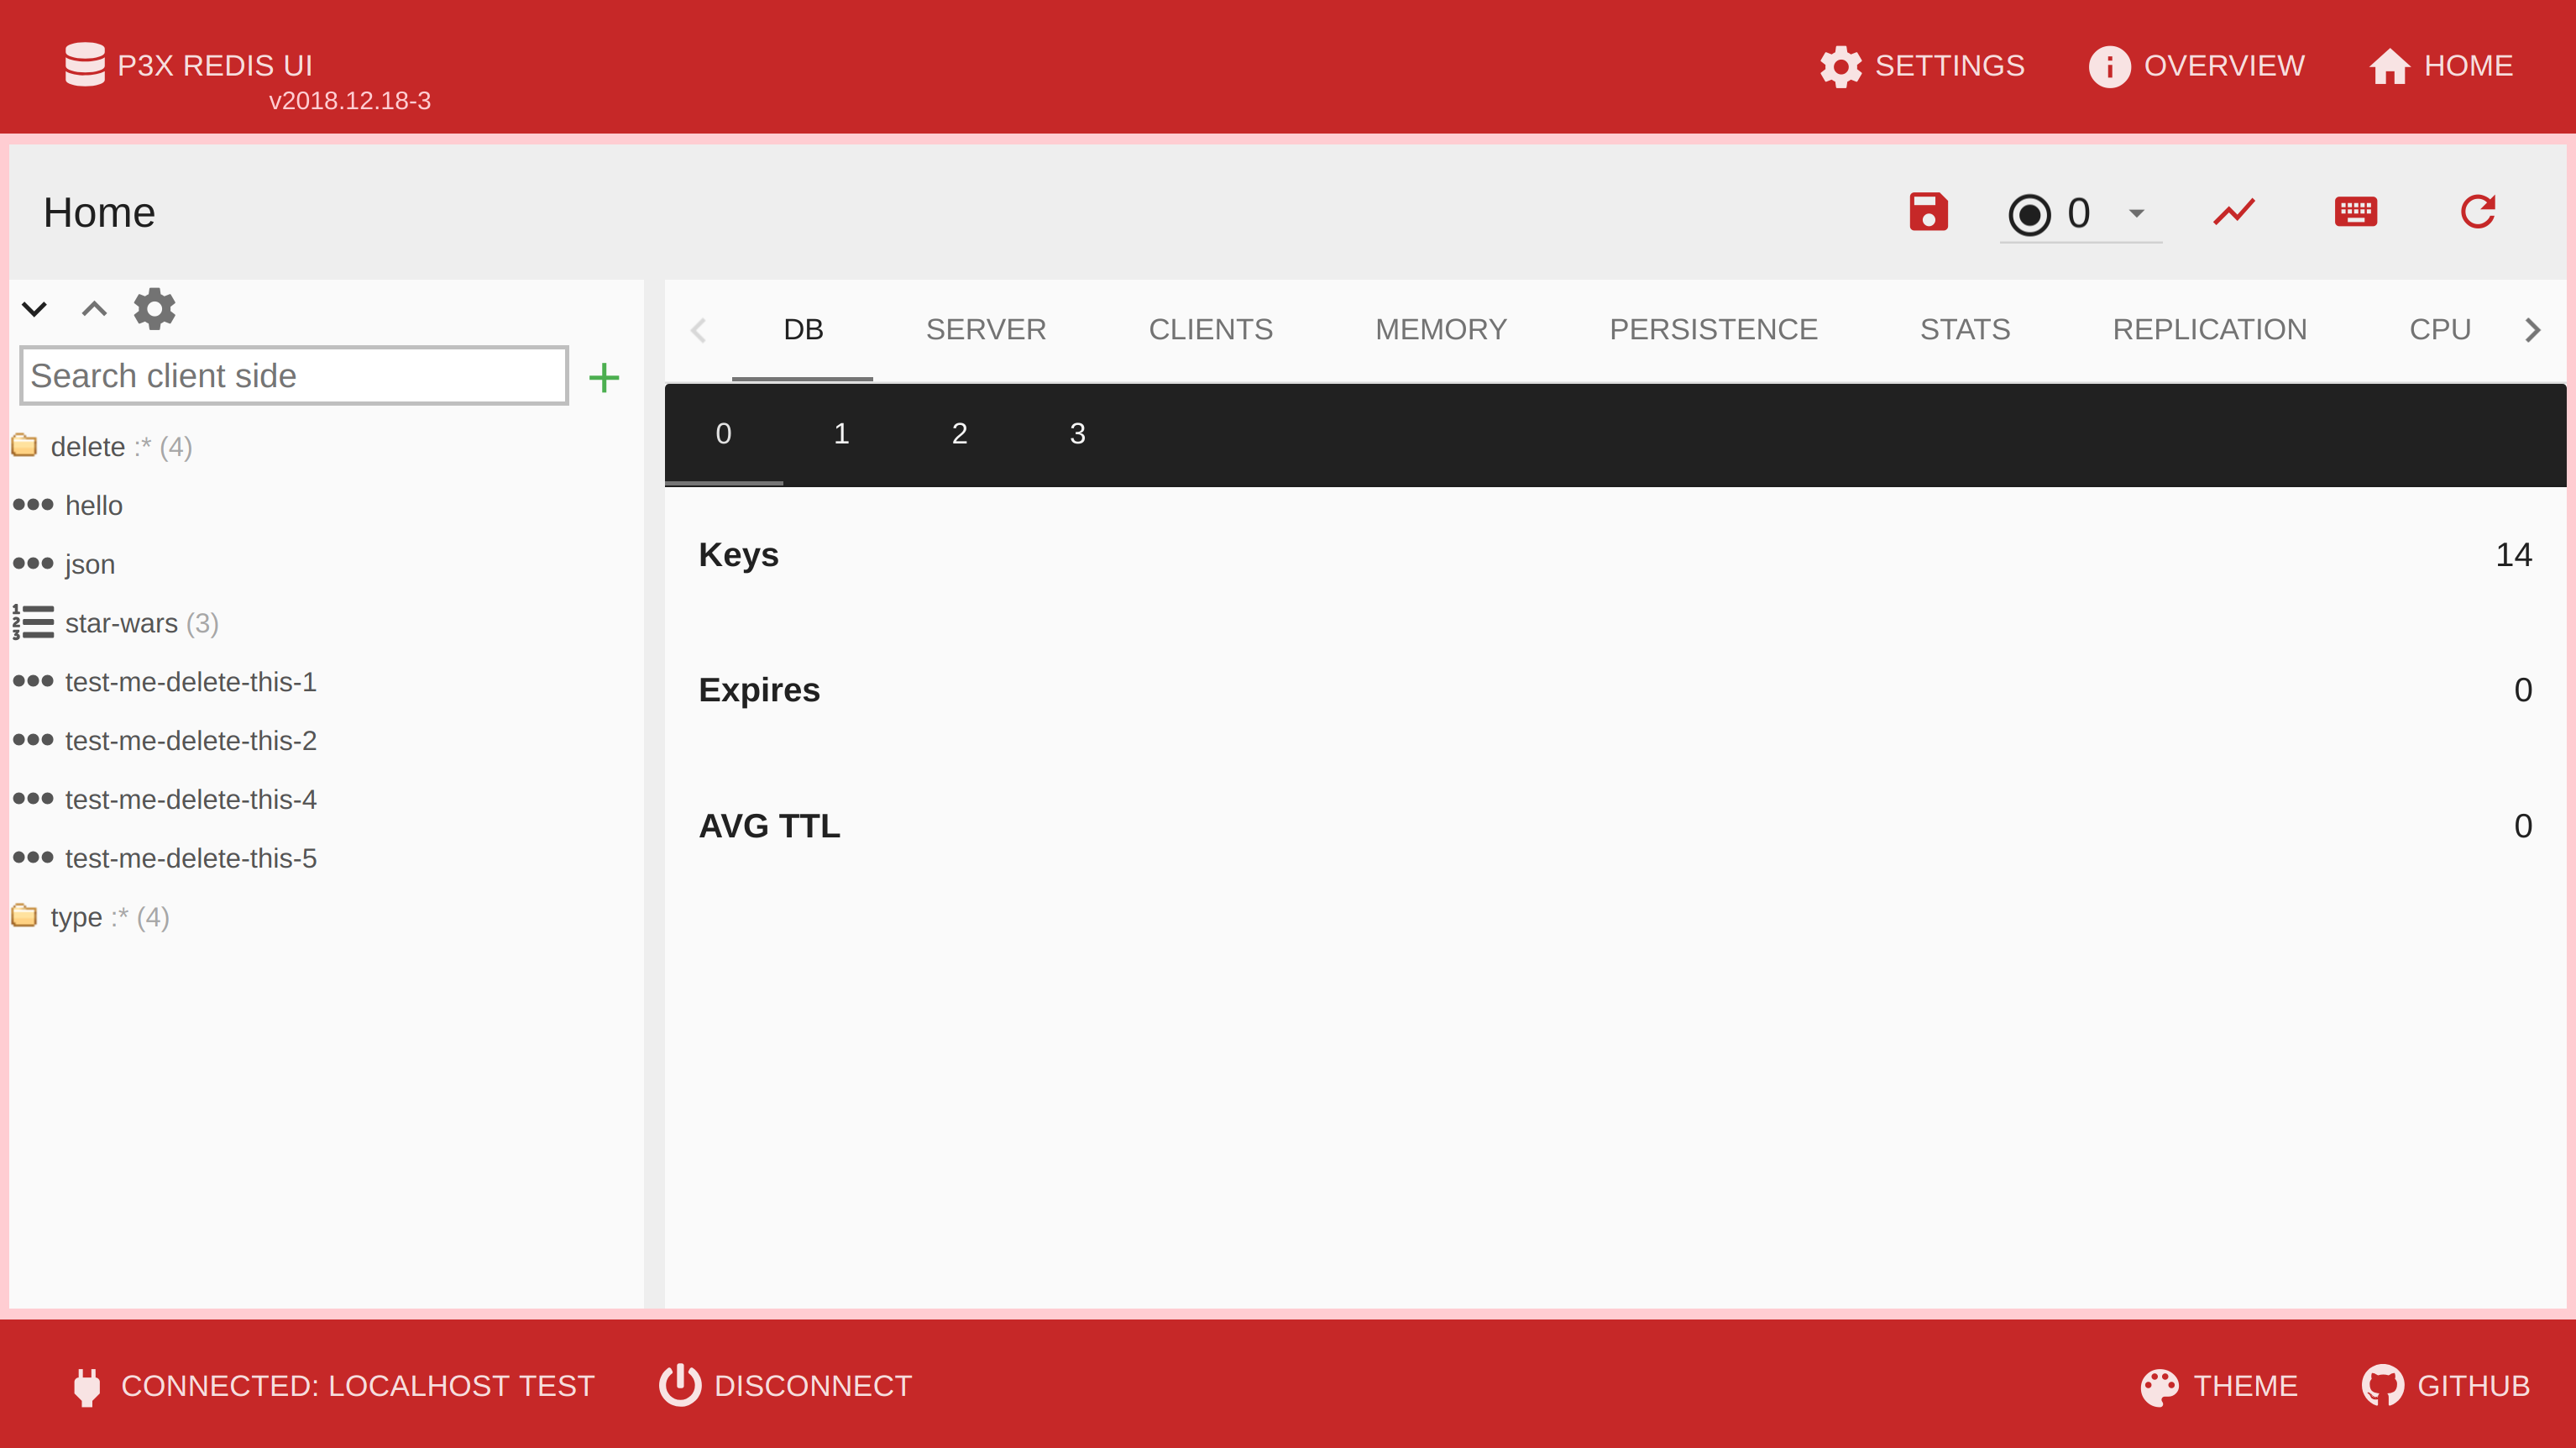 P3X REDIS UI
v2018.12.18-3
SETTINGS
OVERVIEW
HOME
Home
0
Search client side
delete :* (4)
hello
json
1
2
3
star-wars (3)
test-me-delete-this-1
test-me-delete-this-2
test-me-delete-this-4
test-me-delete-this-5
type :* (4)
DB SERVER CLIENTS MEMORY PERSISTENCE STATS REPLICATION CPU
0 1 2 3
Keys 14
Expires 0
AVG TTL 0
CONNECTED: LOCALHOST TEST
DISCONNECT
THEME
GITHUB